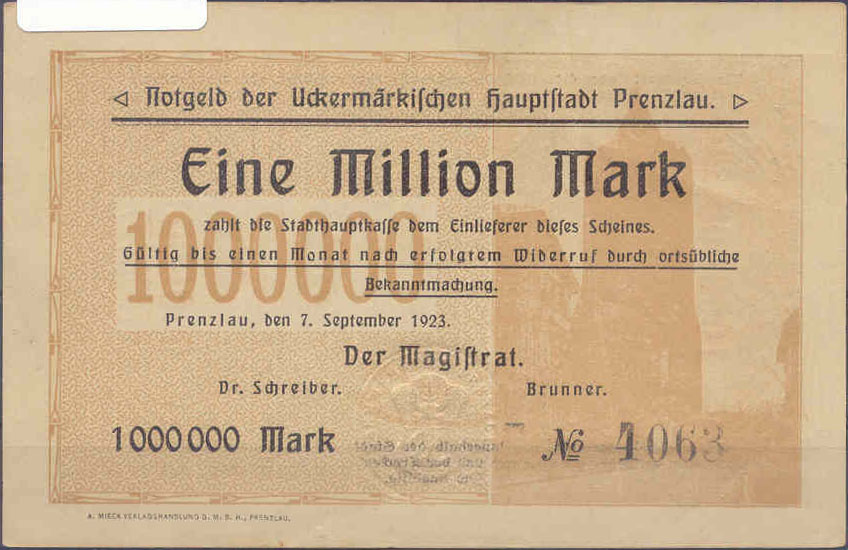 ◁ Notgeld der Uckermärkischen Hauptstadt Prenzlau. ▷
Eine Million Mark
1000000
zahlt die Stadthauptkasse dem Einlieferer dieses Scheines.
Gültig bis einen Monat nach erfolgtem Widerruf durch ortsübliche
Bekanntmachung.
Prenzlau, den 7. September 1923.
Der Magistrat.
Dr. Schreiber. Brunner.
1000000 Mark № 4063
A. MIECK VERLAGSHANDLUNG G. M. B. H., PRENZLAU.